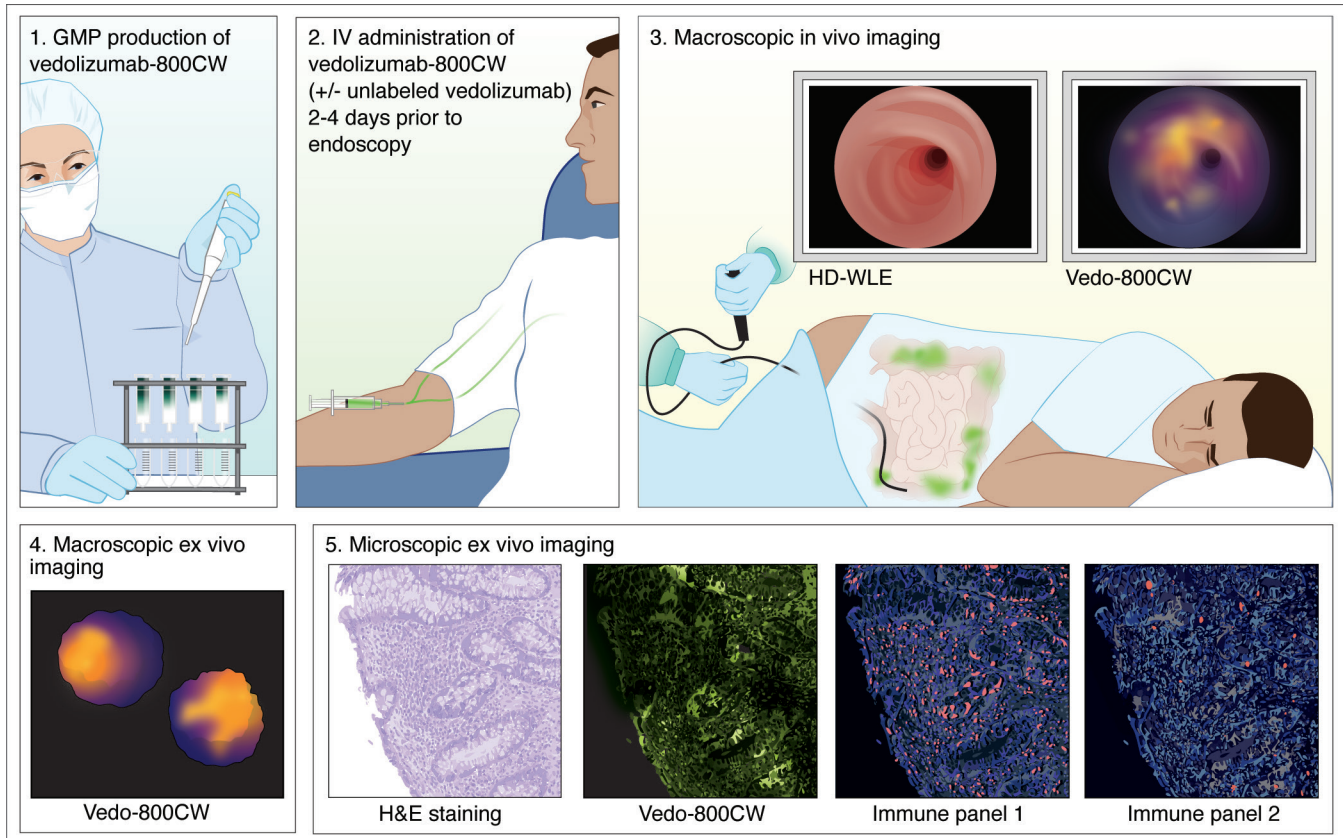 1. GMP production of
vedolizumab-800CW
2. IV administration of
vedolizumab-800CW
(+/- unlabeled vedolizumab)
2-4 days prior to
endoscopy
3. Macroscopic in vivo imaging
HD-WLE
Vedo-800CW
4. Macroscopic ex vivo
imaging
Vedo-800CW
5. Microscopic ex vivo imaging
H&E staining
Vedo-800CW
Immune panel 1
Immune panel 2